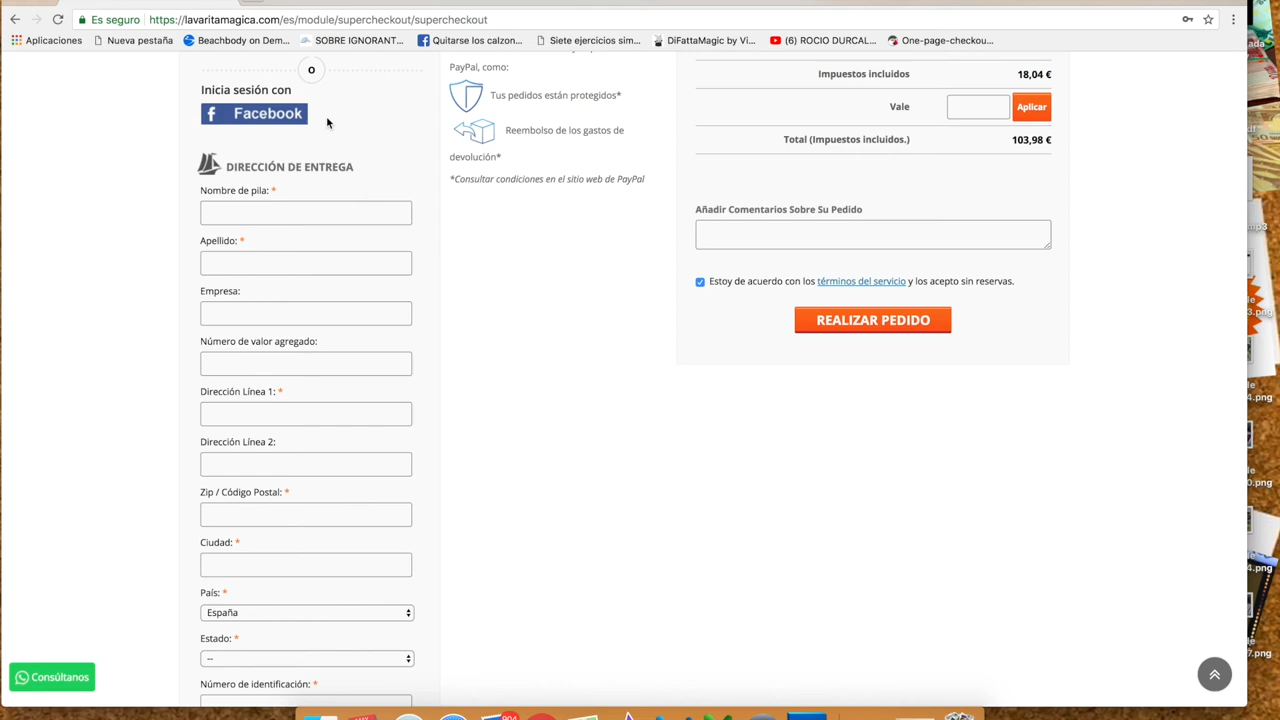 Es seguro https://lavaritamagica.com/es/module/supercheckout/supercheckout
Aplicaciones Nueva pestaña Beachbody on Dem... SOBRE IGNORANT... Quitarse los calzon... Siete ejercicios sim... DiFattaMagic by Vi... (6) ROCIO DURCAL... One-page-checkou...
O
Inicia sesión con
Facebook
DIRECCIÓN DE ENTREGA
Nombre de pila: *
Apellido: *
Empresa:
Número de valor agregado:
Dirección Línea 1: *
Dirección Línea 2:
Zip / Código Postal: *
Ciudad: *
País: *
España
Estado: *
--
Número de identificación: *
PayPal, como:
Tus pedidos están protegidos*
Reembolso de los gastos de
devolución*
*Consultar condiciones en el sitio web de PayPal
Impuestos incluidos 18,04 €
Vale Aplicar
Total (Impuestos incluidos.) 103,98 €
Añadir Comentarios Sobre Su Pedido
Estoy de acuerdo con los términos del servicio y los acepto sin reservas.
REALIZAR PEDIDO
Consúltanos
904